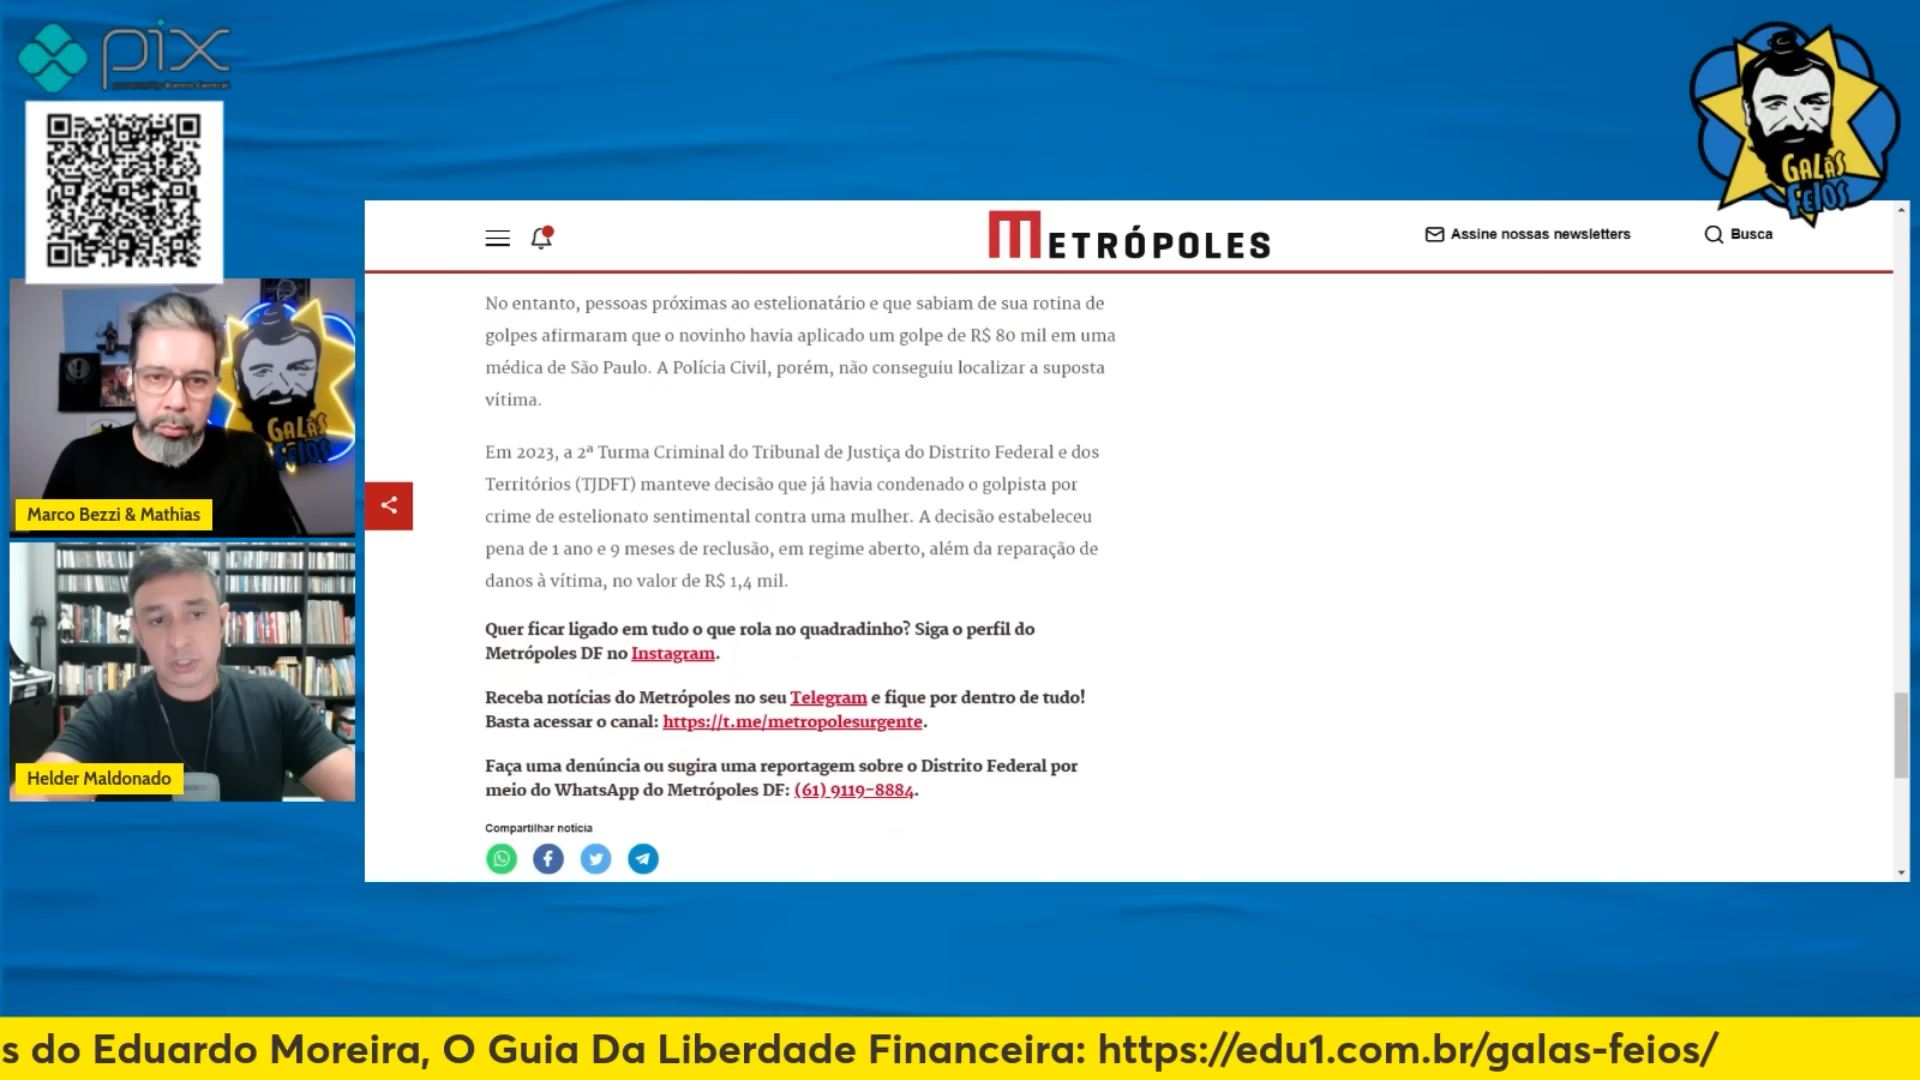 pix
powered by Banco Central
GALÃS
FEIOS
METRÓPOLES
Assine nossas newsletters
Busca
No entanto, pessoas próximas ao estelionatário e que sabiam de sua rotina de
golpes afirmaram que o novinho havia aplicado um golpe de R$ 80 mil em uma
médica de São Paulo. A Polícia Civil, porém, não conseguiu localizar a suposta
vítima.
Em 2023, a 2ª Turma Criminal do Tribunal de Justiça do Distrito Federal e dos
Territórios (TJDFT) manteve decisão que já havia condenado o golpista por
crime de estelionato sentimental contra uma mulher. A decisão estabeleceu
pena de 1 ano e 9 meses de reclusão, em regime aberto, além da reparação de
danos à vítima, no valor de R$ 1,4 mil.
Quer ficar ligado em tudo o que rola no quadradinho? Siga o perfil do
Metrópoles DF no Instagram.
Receba notícias do Metrópoles no seu Telegram e fique por dentro de tudo!
Basta acessar o canal: https://t.me/metropolesurgente.
Faça uma denúncia ou sugira uma reportagem sobre o Distrito Federal por
meio do WhatsApp do Metrópoles DF: (61) 9119-8884.
Compartilhar notícia
GALÃS
FEIOS
Marco Bezzi & Mathias
Helder Maldonado
s do Eduardo Moreira, O Guia Da Liberdade Financeira: https://edu1.com.br/galas-feios/